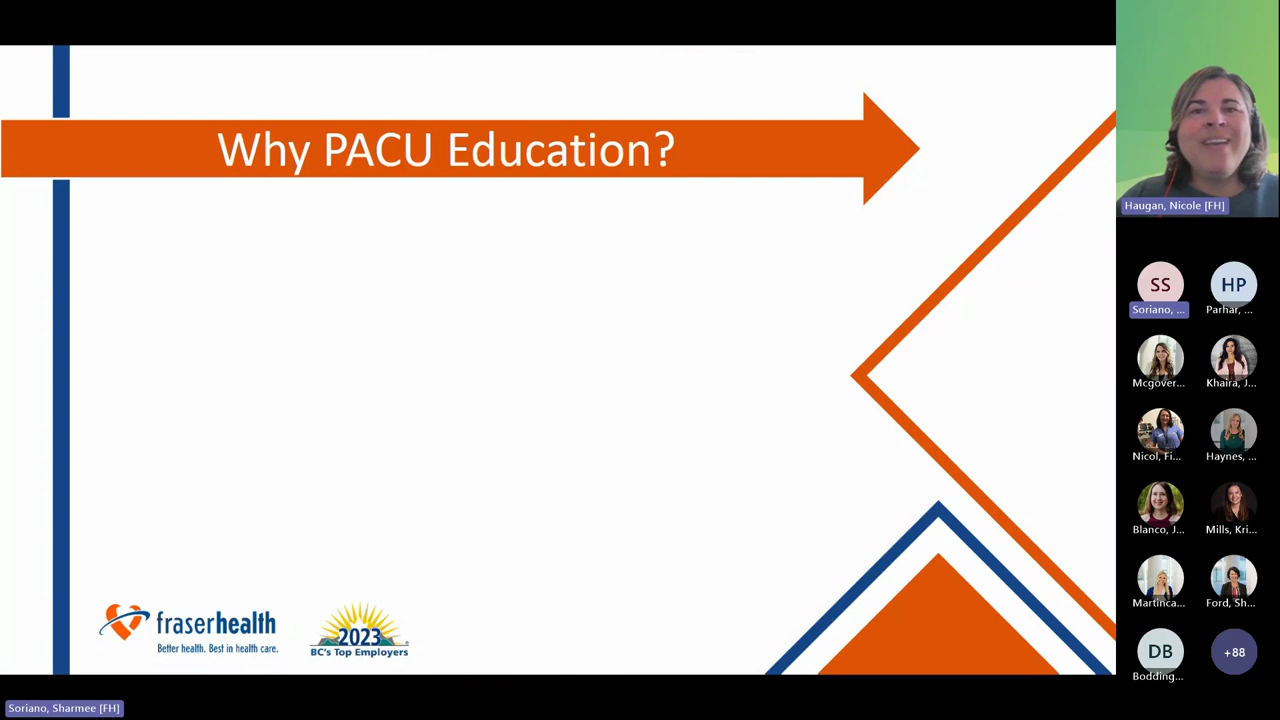 Why PACU Education?
fraserhealth
Better health. Best in health care.
2023
BC's Top Employers
Soriano, Sharmee [FH]
Haugan, Nicole [FH]
SS
HP
Soriano, ...
Parhar, ...
Mcgover...
Khaira, J...
Nicol, Fi...
Haynes, ...
Blanco, J...
Mills, Kri...
Martinca...
Ford, Sh...
DB
+88
Bodding...